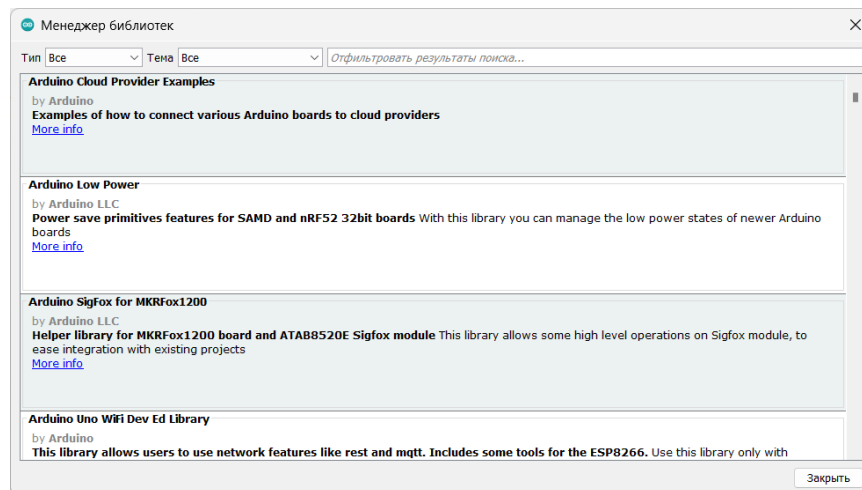 Менеджер библиотек
Тип Все Тема Все Отфильтровать результаты поиска...
Arduino Cloud Provider Examples
by Arduino
Examples of how to connect various Arduino boards to cloud providers
More info
Arduino Low Power
by Arduino LLC
Power save primitives features for SAMD and nRF52 32bit boards With this library you can manage the low power states of newer Arduino
boards
More info
Arduino SigFox for MKRFox1200
by Arduino LLC
Helper library for MKRFox1200 board and ATAB8520E Sigfox module This library allows some high level operations on Sigfox module, to
ease integration with existing projects
More info
Arduino Uno WiFi Dev Ed Library
by Arduino
This library allows users to use network features like rest and mqtt. Includes some tools for the ESP8266. Use this library only with
Закрыть